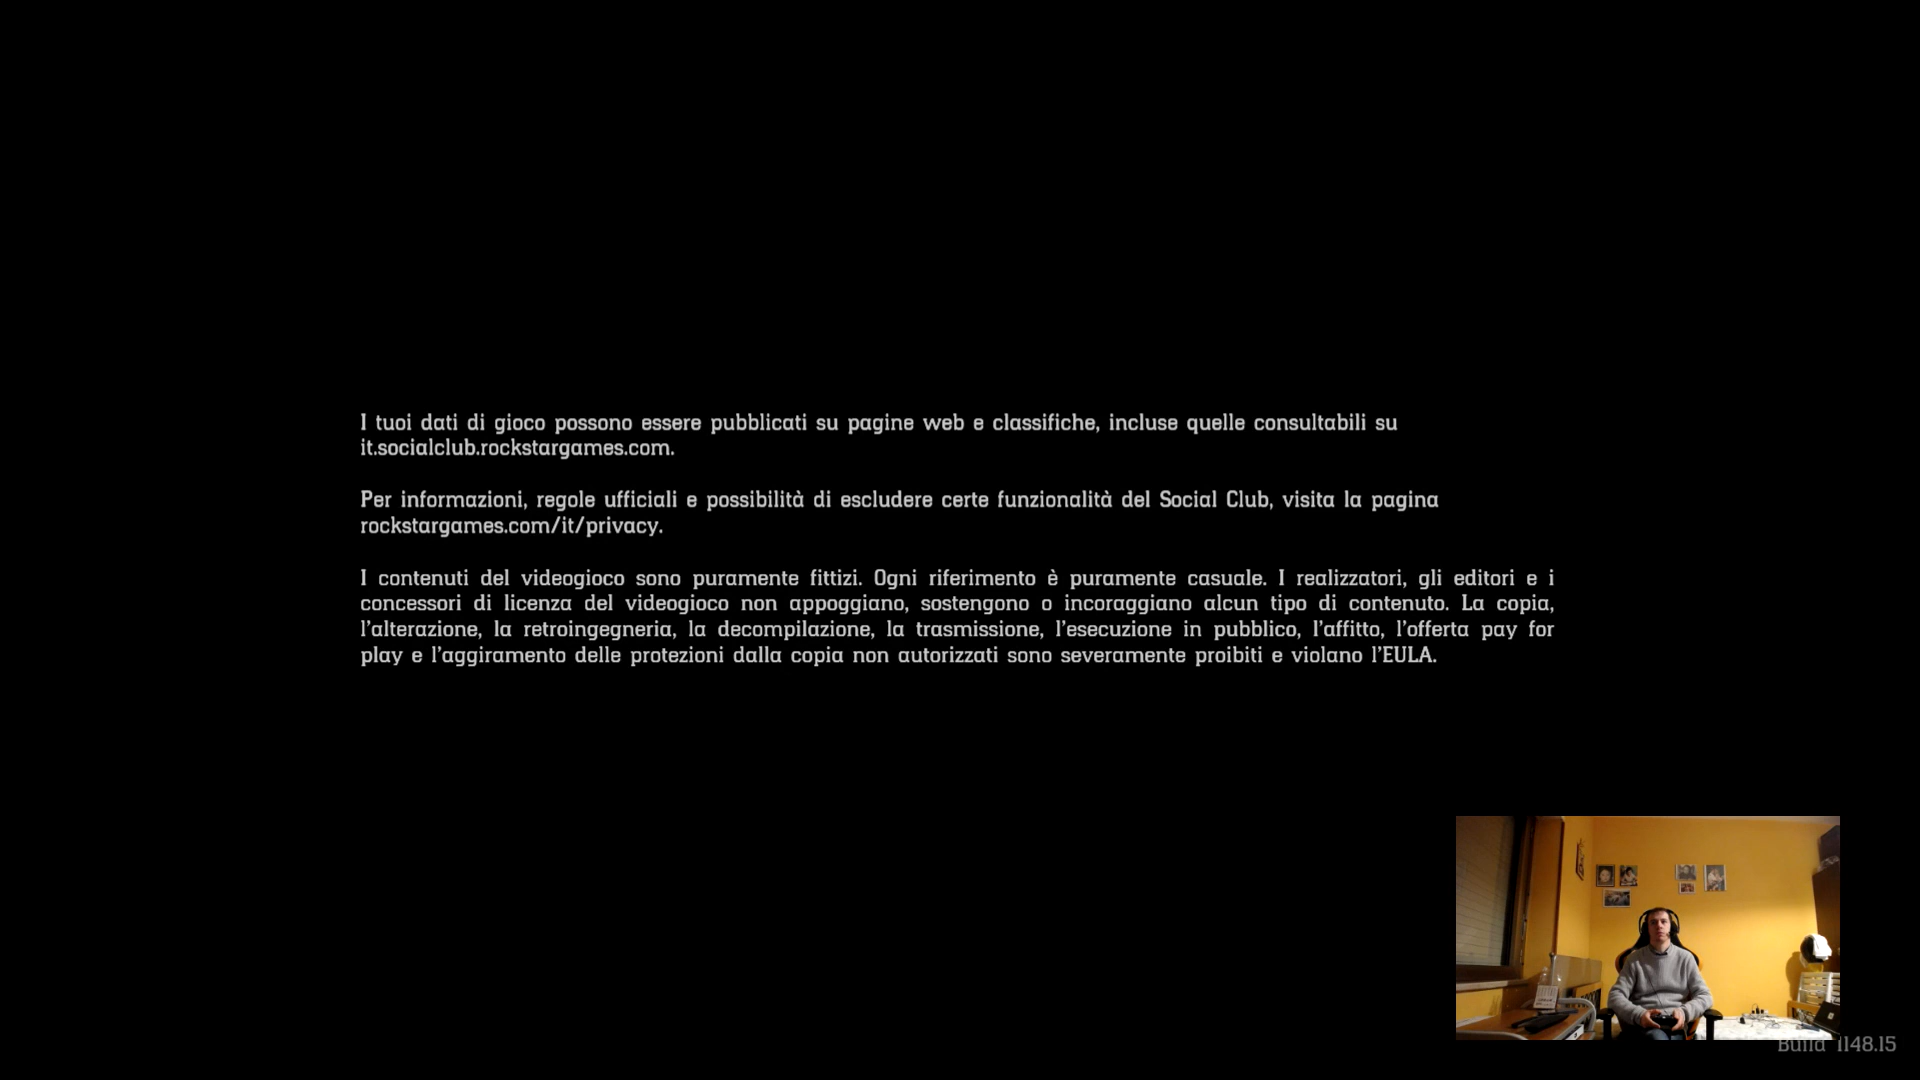 I tuoi dati di gioco possono essere pubblicati su pagine web e classifiche, incluse quelle consultabili su
it.socialclub.rockstargames.com.
Per informazioni, regole ufficiali e possibilità di escludere certe funzionalità del Social Club, visita la pagina
rockstargames.com/it/privacy.
I contenuti del videogioco sono puramente fittizi. Ogni riferimento è puramente casuale. I realizzatori, gli editori e i
concessori di licenza del videogioco non appoggiano, sostengono o incoraggiano alcun tipo di contenuto. La copia,
l'alterazione, la retroingegneria, la decompilazione, la trasmissione, l'esecuzione in pubblico, l'affitto, l'offerta pay for
play e l'aggiramento delle protezioni dalla copia non autorizzati sono severamente proibiti e violano l'EULA.
Build 1148.15